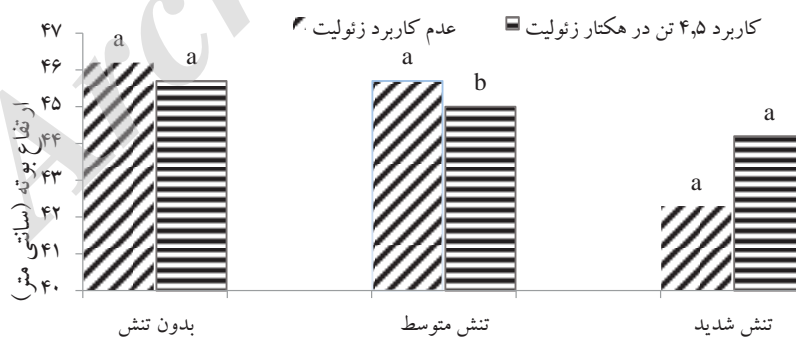 کاربرد ۴٫۵ تن در هکتار زئولیت
عدم کاربرد زئولیت
ارتفاع بوته (سانتی متر)
۴۷
۴۶
۴۵
۴۴
۴۳
۴۲
۴۱
۴۰
a
a
a
b
a
a
بدون تنش
تنش متوسط
تنش شدید